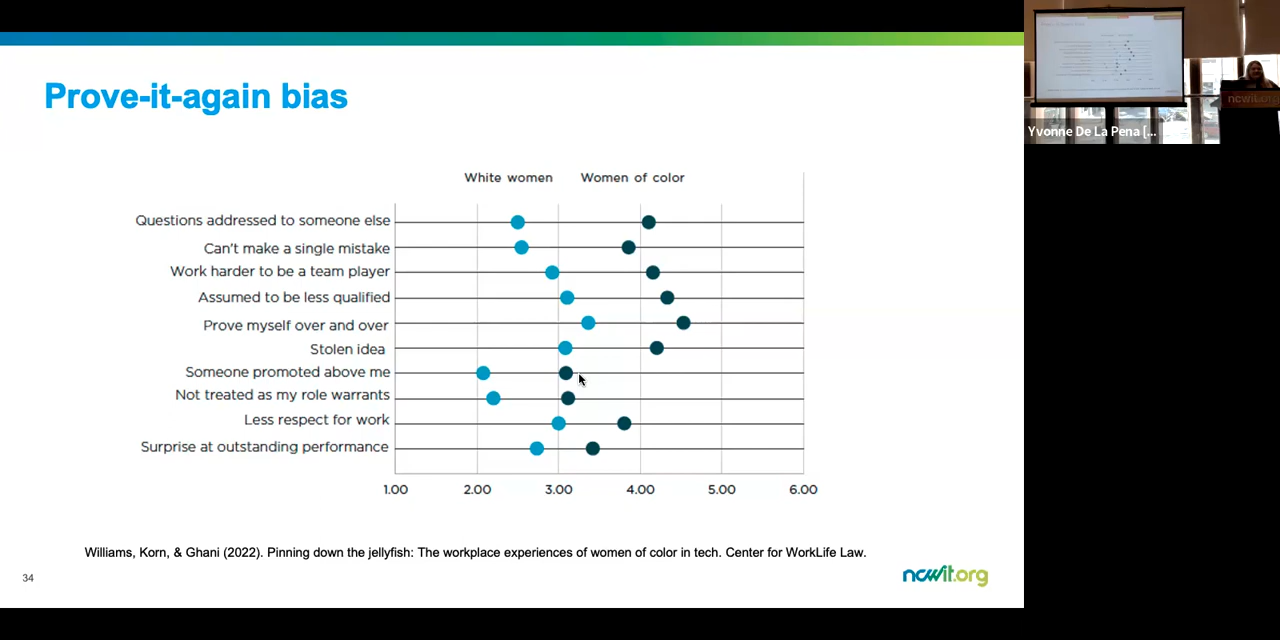 Prove-it-again bias
White women Women of color
Questions addressed to someone else
Can't make a single mistake
Work harder to be a team player
Assumed to be less qualified
Prove myself over and over
Stolen idea
Someone promoted above me
Not treated as my role warrants
Less respect for work
Surprise at outstanding performance
1.00 2.00 3.00 4.00 5.00 6.00
Williams, Korn, & Ghani (2022). Pinning down the jellyfish: The workplace experiences of women of color in tech. Center for WorkLife Law.
34
ncwit.org
Yvonne De La Pena [...
ncwit.org